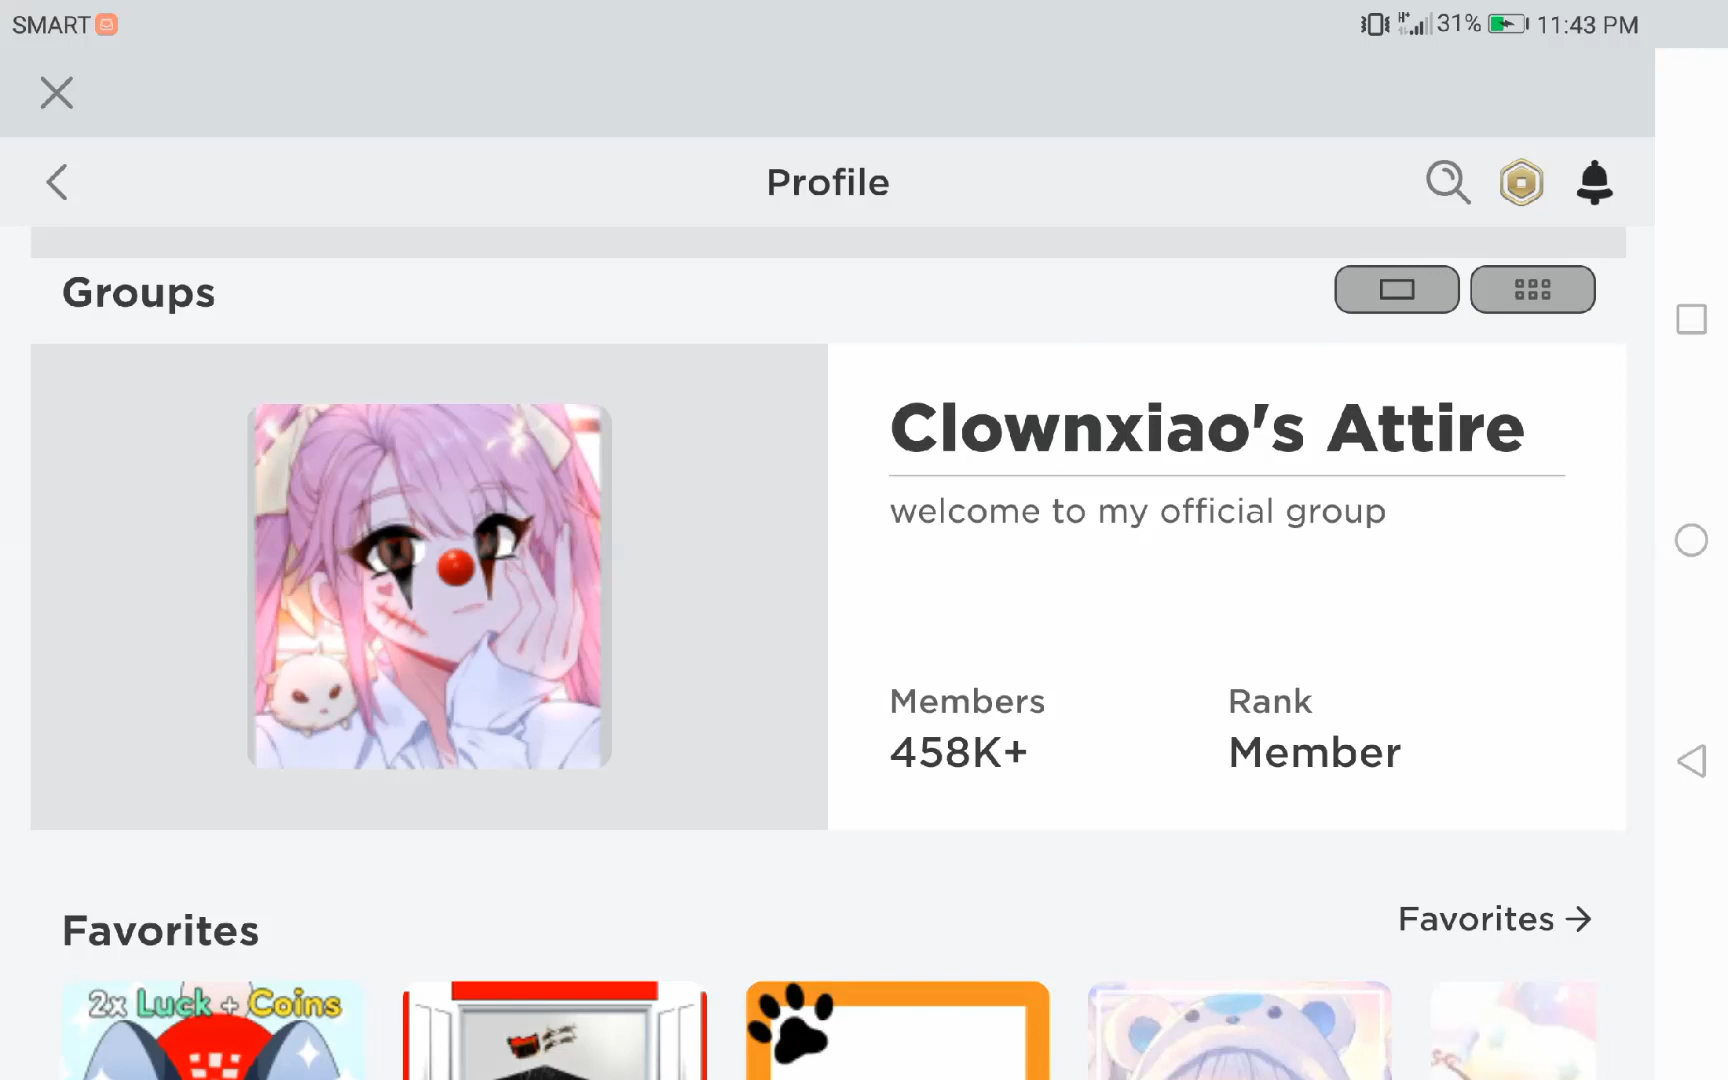 SMART
31%
11:43 PM
Profile
Groups
Clownxiao's Attire
welcome to my official group
Members
Rank
458K+
Member
Favorites
Favorites →
2x Luck + Coins